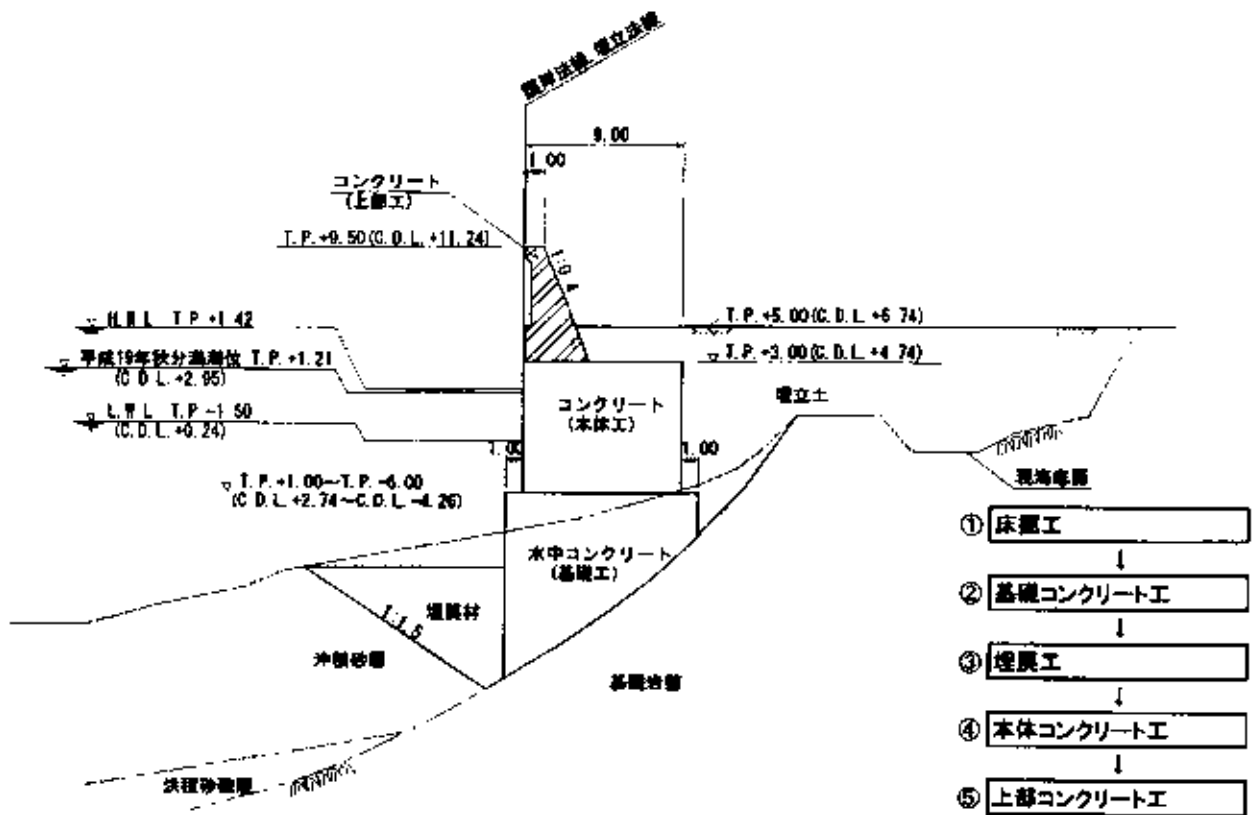 護岸法線、埋立法線
9.00
1.00
コンクリート
(上部工)
T.P.+9.50(C.D.L.+11.24)
H.W.L T.P.+1.42
T.P.+5.00(C.D.L.+6.74)
平成19年秋分満潮位 T.P.+1.21
(C.D.L.+2.95)
T.P.+3.00(C.D.L.+4.74)
L.W.L T.P.-1.50
(C.D.L.+0.24)
コンクリート
(本体工)
埋立土
1.00
1.00
T.P.+1.00～T.P.-6.00
(C.D.L.+2.74～C.D.L.-4.26)
現海底面
水中コンクリート
(基礎工)
埋戻材
1:1.5
沖積砂層
基礎岩盤
洪積砂礫層
① 床掘工
↓
② 基礎コンクリート工
↓
③ 埋戻工
↓
④ 本体コンクリート工
↓
⑤ 上部コンクリート工